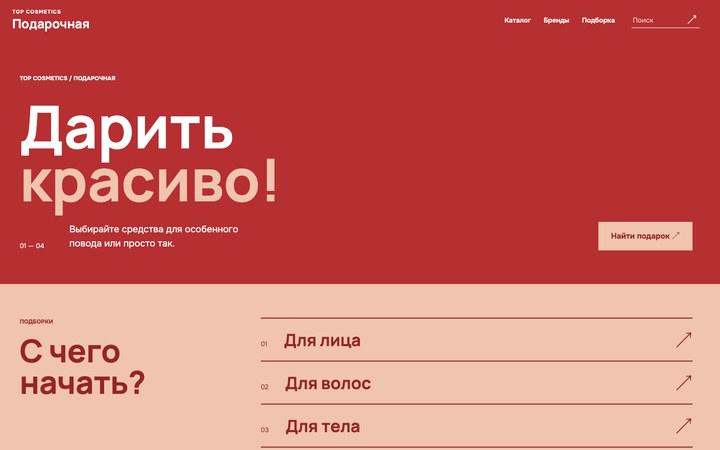 TOP COSMETICS
Подарочная
Каталог Бренды Подборка Поиск
TOP COSMETICS / ПОДАРОЧНАЯ
Дарить
красиво!
Выбирайте средства для особенного
повода или просто так.
01 — 04
Найти подарок
ПОДБОРКИ
С чего
начать?
01 Для лица
02 Для волос
03 Для тела